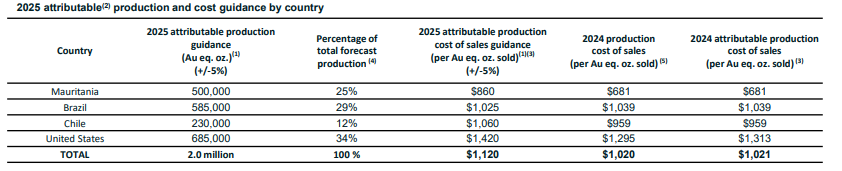 2025 attributable(2) production and cost guidance by country
Country 2025 attributable production guidance (Au eq. oz.)(1) (+/-5%) Percentage of total forecast production (4) 2025 attributable production cost of sales guidance (per Au eq. oz. sold)(1)(3) (+/-5%) 2024 production cost of sales (per Au eq. oz. sold) (5) 2024 attributable production cost of sales (per Au eq. oz. sold) (3)
Mauritania 500,000 25% $860 $681 $681
Brazil 585,000 29% $1,025 $1,039 $1,039
Chile 230,000 12% $1,060 $959 $959
United States 685,000 34% $1,420 $1,295 $1,313
TOTAL 2.0 million 100 % $1,120 $1,020 $1,021